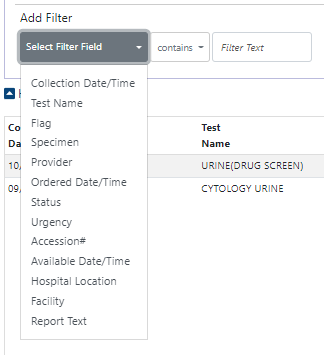 Add Filter
Select Filter Field contains Filter Text
Collection Date/Time
Test Name
Flag
Specimen
Provider
Ordered Date/Time
Status
Urgency
Accession#
Available Date/Time
Hospital Location
Facility
Report Text
Test
Name
10/
URINE(DRUG SCREEN)
09/
CYTOLOGY URINE